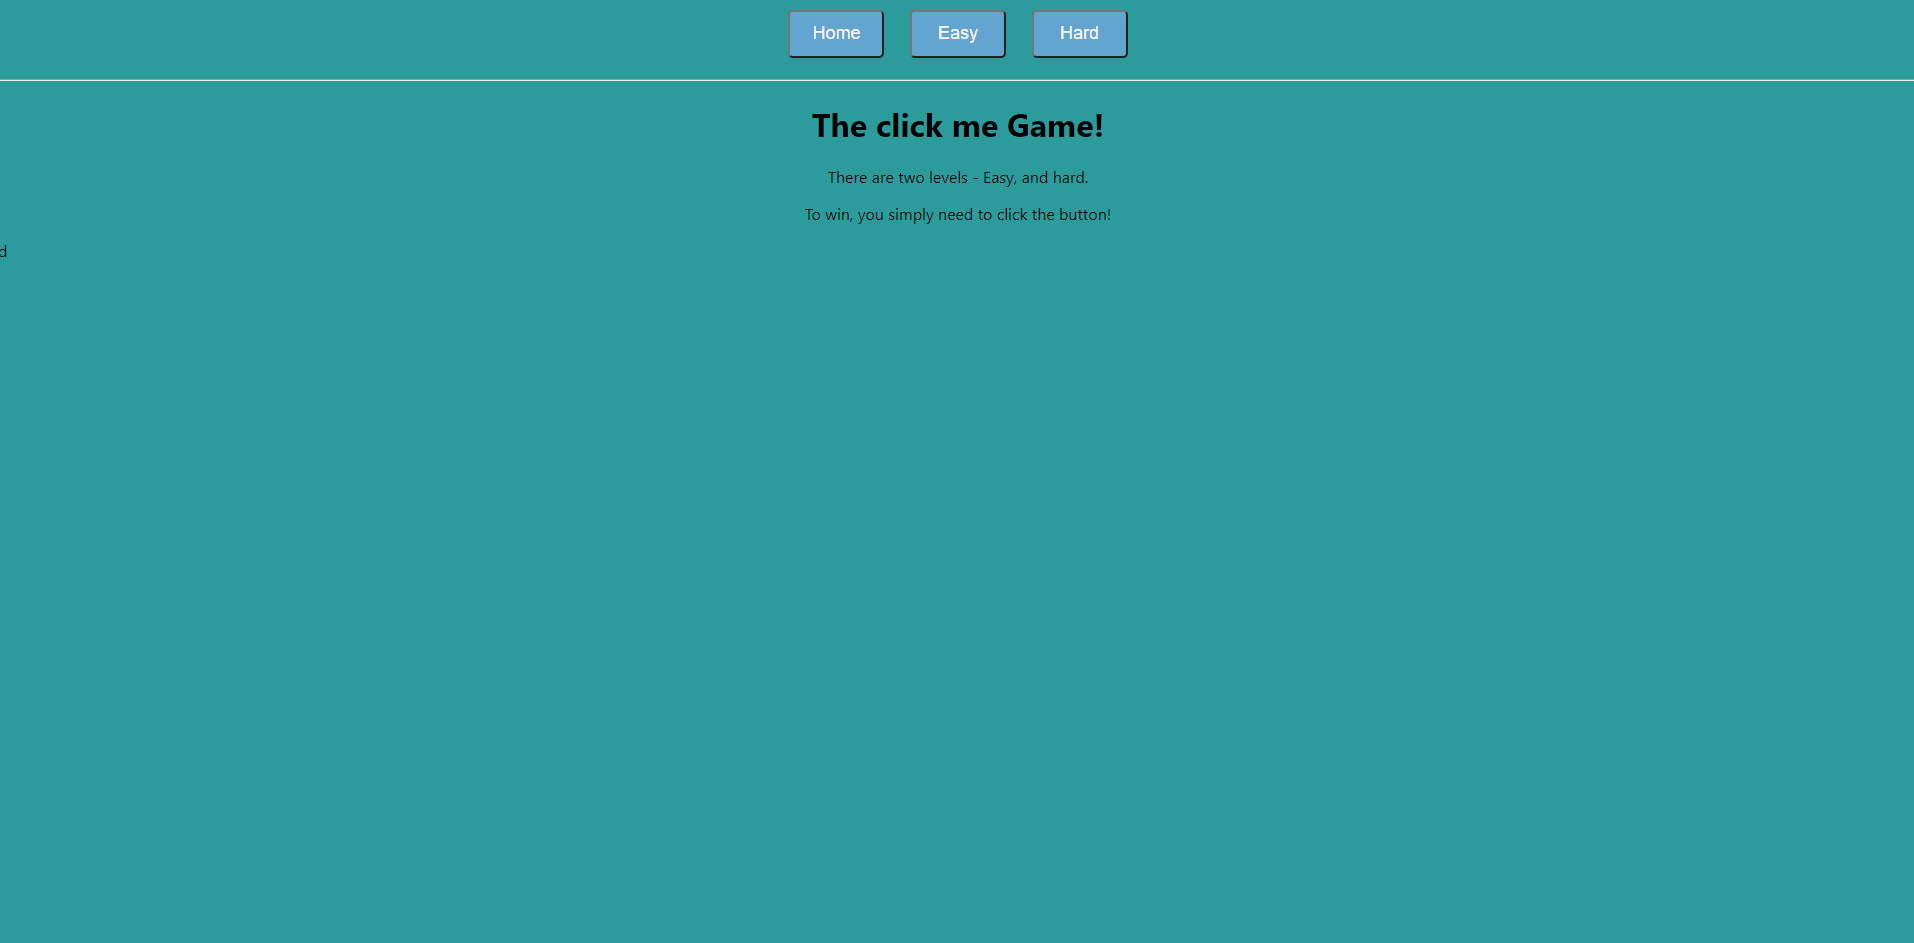 Home Easy Hard
The click me Game!
There are two levels - Easy, and hard.
To win, you simply need to click the button!
d